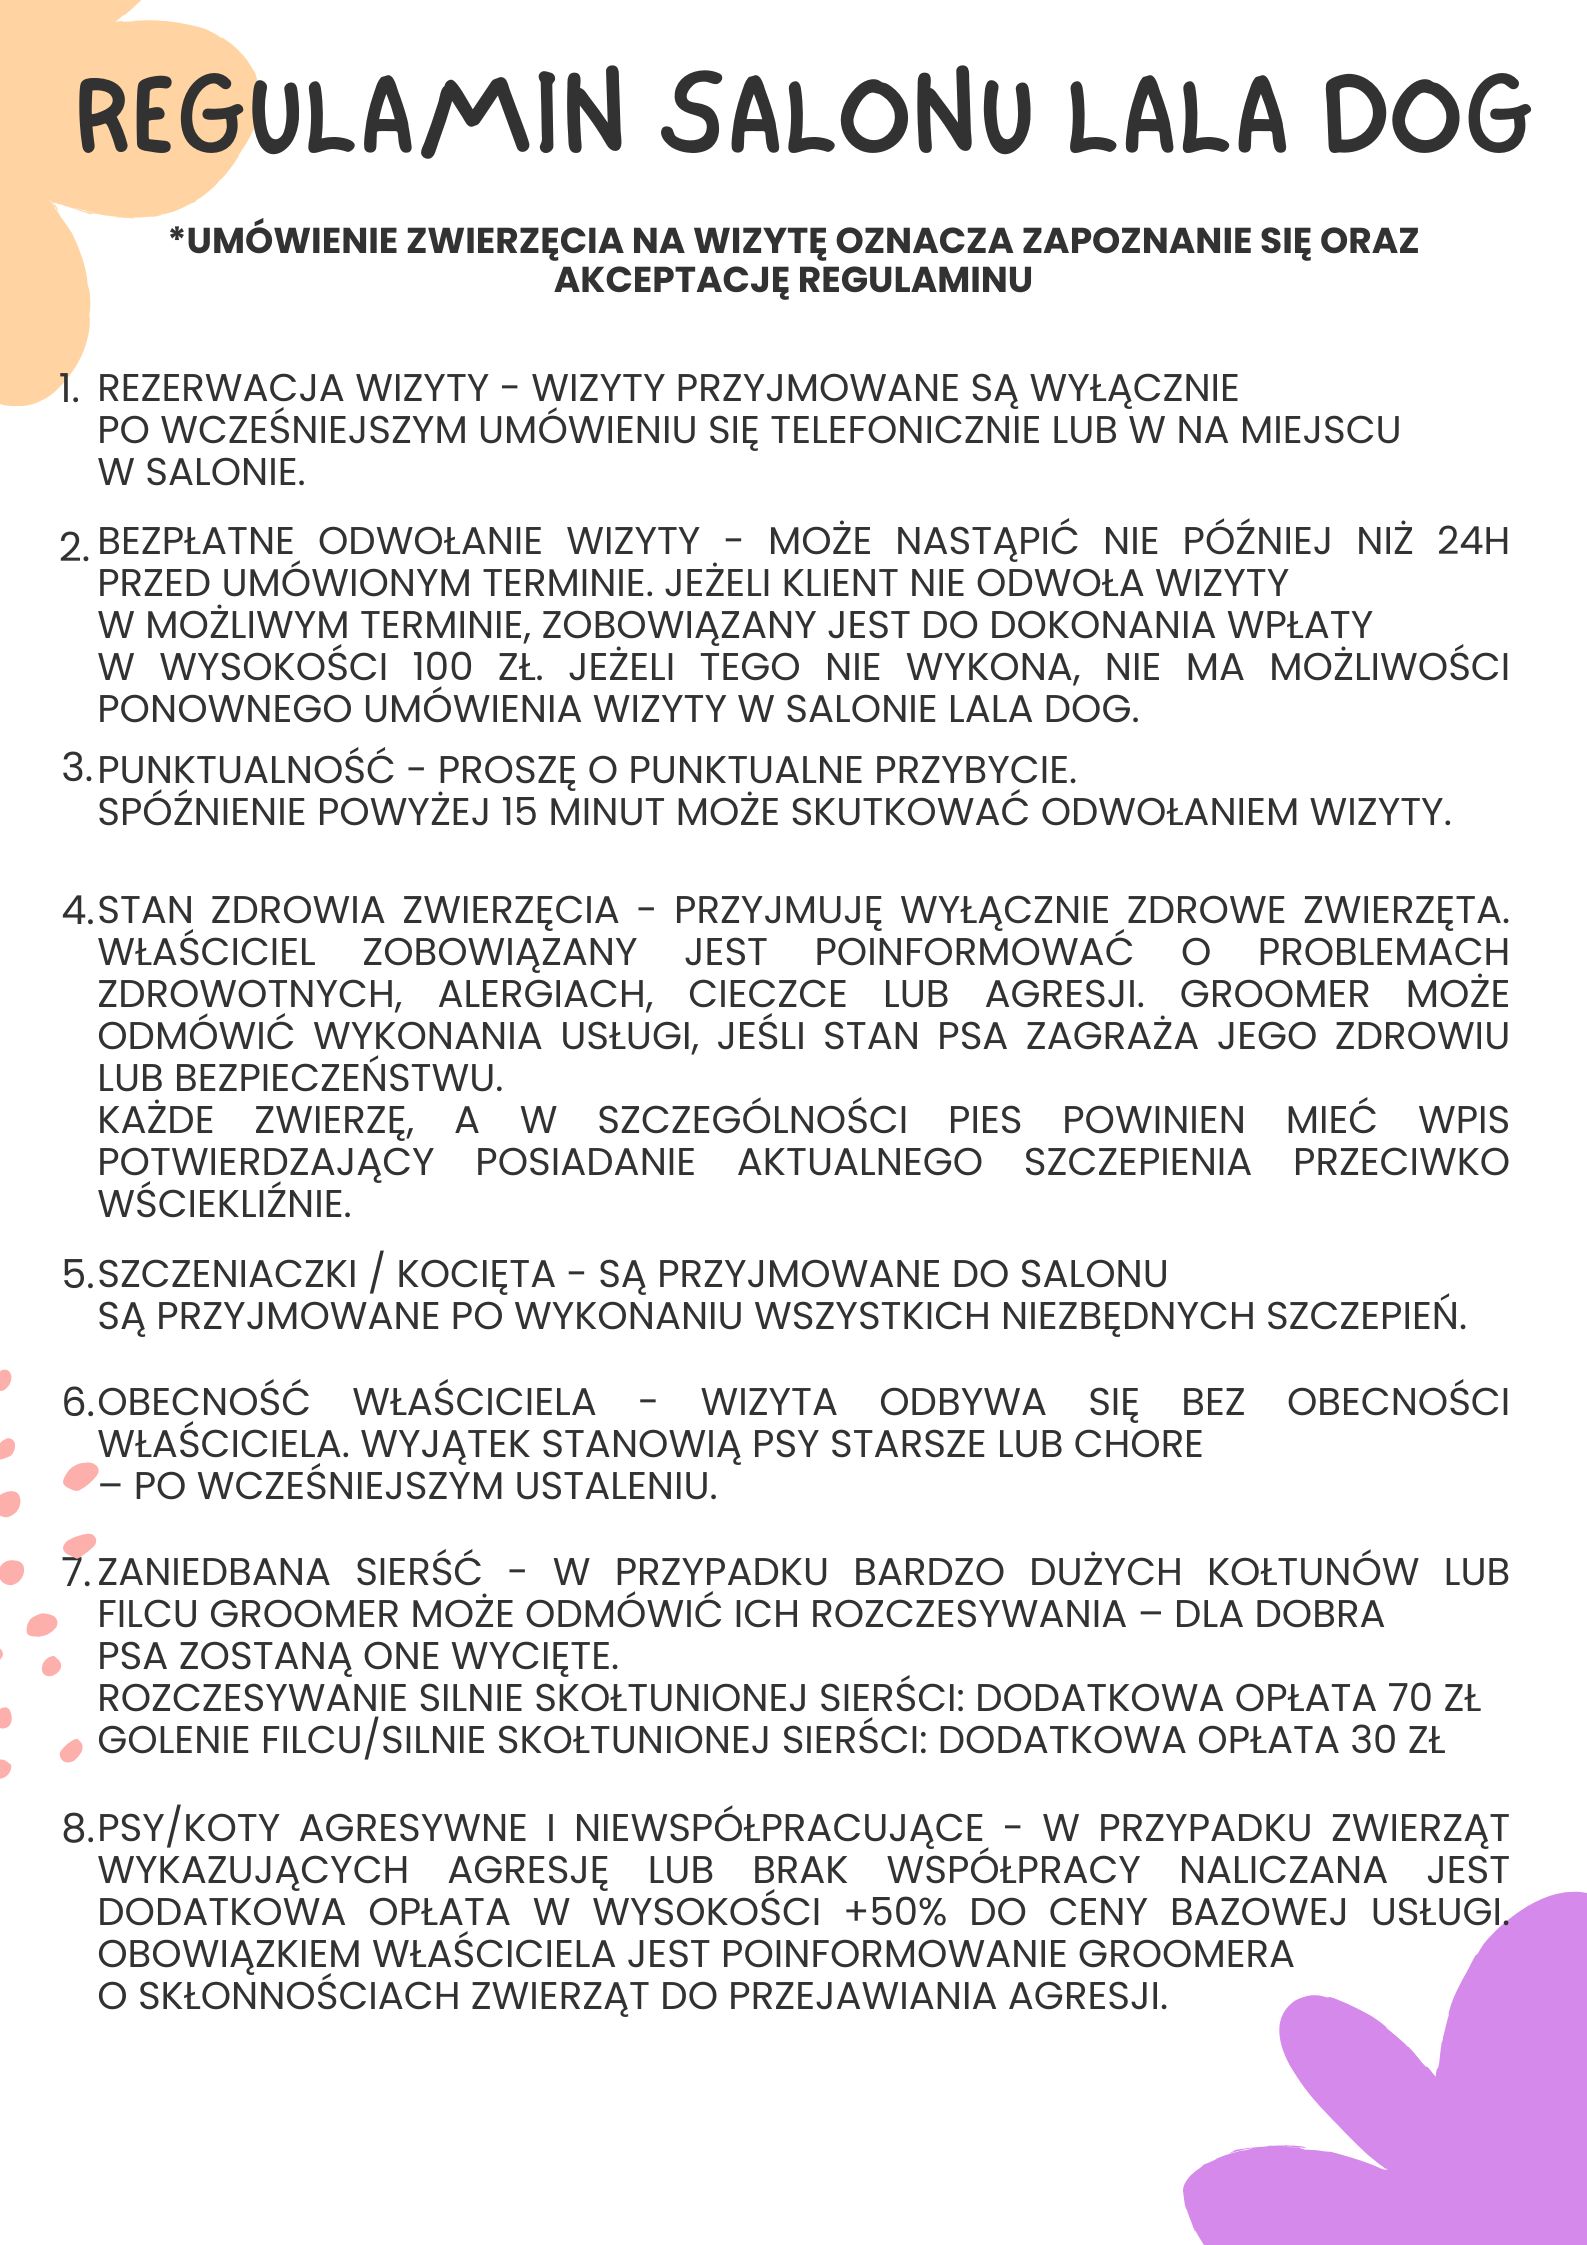 REGULAMIN SALONU LALA DOG
*UMÓWIENIE ZWIERZĘCIA NA WIZYTĘ OZNACZA ZAPOZNANIE SIĘ ORAZ
AKCEPTACJĘ REGULAMINU
1. REZERWACJA WIZYTY - WIZYTY PRZYJMOWANE SĄ WYŁĄCZNIE
PO WCZEŚNIEJSZYM UMÓWIENIU SIĘ TELEFONICZNIE LUB W NA MIEJSCU
W SALONIE.
2. BEZPŁATNE ODWOŁANIE WIZYTY - MOŻE NASTĄPIĆ NIE PÓŹNIEJ NIŻ 24H
PRZED UMÓWIONYM TERMINIE. JEŻELI KLIENT NIE ODWOŁA WIZYTY
W MOŻLIWYM TERMINIE, ZOBOWIĄZANY JEST DO DOKONANIA WPŁATY
W WYSOKOŚCI 100 ZŁ. JEŻELI TEGO NIE WYKONA, NIE MA MOŻLIWOŚCI
PONOWNEGO UMÓWIENIA WIZYTY W SALONIE LALA DOG.
3. PUNKTUALNOŚĆ - PROSZĘ O PUNKTUALNE PRZYBYCIE.
SPÓŹNIENIE POWYŻEJ 15 MINUT MOŻE SKUTKOWAĆ ODWOŁANIEM WIZYTY.
4. STAN ZDROWIA ZWIERZĘCIA - PRZYJMUJĘ WYŁĄCZNIE ZDROWE ZWIERZĘTA.
WŁAŚCICIEL ZOBOWIĄZANY JEST POINFORMOWAĆ O PROBLEMACH
ZDROWOTNYCH, ALERGIACH, CIECZCE LUB AGRESJI. GROOMER MOŻE
ODMÓWIĆ WYKONANIA USŁUGI, JEŚLI STAN PSA ZAGRAŻA JEGO ZDROWIU
LUB BEZPIECZEŃSTWU.
KAŻDE ZWIERZĘ, A W SZCZEGÓLNOŚCI PIES POWINIEN MIEĆ WPIS
POTWIERDZAJĄCY POSIADANIE AKTUALNEGO SZCZEPIENIA PRZECIWKO
WŚCIEKLIŹNIE.
5. SZCZENIACZKI / KOCIĘTA - SĄ PRZYJMOWANE DO SALONU
SĄ PRZYJMOWANE PO WYKONANIU WSZYSTKICH NIEZBĘDNYCH SZCZEPIEŃ.
6. OBECNOŚĆ WŁAŚCICIELA - WIZYTA ODBYWA SIĘ BEZ OBECNOŚCI
WŁAŚCICIELA. WYJĄTEK STANOWIĄ PSY STARSZE LUB CHORE
– PO WCZEŚNIEJSZYM USTALENIU.
7. ZANIEDBANA SIERŚĆ - W PRZYPADKU BARDZO DUŻYCH KOŁTUNÓW LUB
FILCU GROOMER MOŻE ODMÓWIĆ ICH ROZCZESYWANIA – DLA DOBRA
PSA ZOSTANĄ ONE WYCIĘTE.
ROZCZESYWANIE SILNIE SKOŁTUNIONEJ SIERŚCI: DODATKOWA OPŁATA 70 ZŁ
GOLENIE FILCU/SILNIE SKOŁTUNIONEJ SIERŚCI: DODATKOWA OPŁATA 30 ZŁ
8. PSY/KOTY AGRESYWNE I NIEWSPÓŁPRACUJĄCE - W PRZYPADKU ZWIERZĄT
WYKAZUJĄCYCH AGRESJĘ LUB BRAK WSPÓŁPRACY NALICZANA JEST
DODATKOWA OPŁATA W WYSOKOŚCI +50% DO CENY BAZOWEJ USŁUGI.
OBOWIĄZKIEM WŁAŚCICIELA JEST POINFORMOWANIE GROOMERA
O SKŁONNOŚCIACH ZWIERZĄT DO PRZEJAWIANIA AGRESJI.